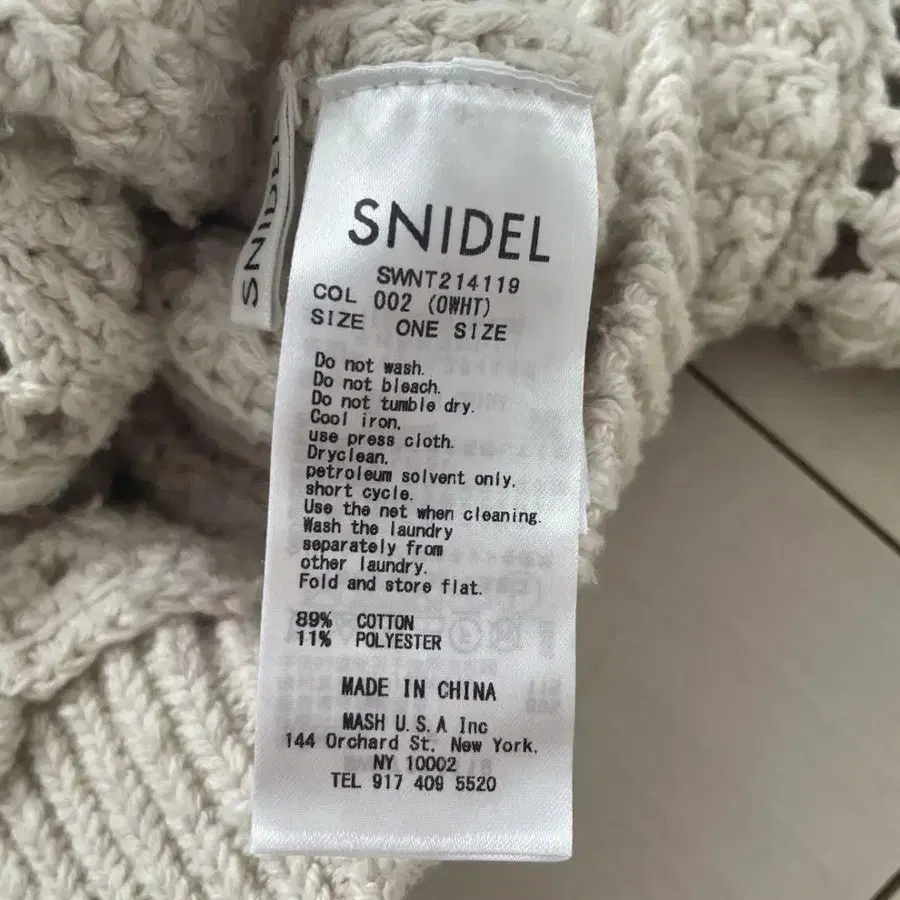 SNIDEL
SNIDEL
SWNT214119
COL 002 (OWHT)
SIZE ONE SIZE
Do not wash.
Do not bleach.
Do not tumble dry.
Cool iron.
use press cloth.
Dryclean.
petroleum solvent only.
short cycle.
Use the net when cleaning.
Wash the laundry
separately from
other laundry.
Fold and store flat.
89% COTTON
11% POLYESTER
MADE IN CHINA
MASH U.S.A Inc
144 Orchard St. New York,
NY 10002
TEL 917 409 5520